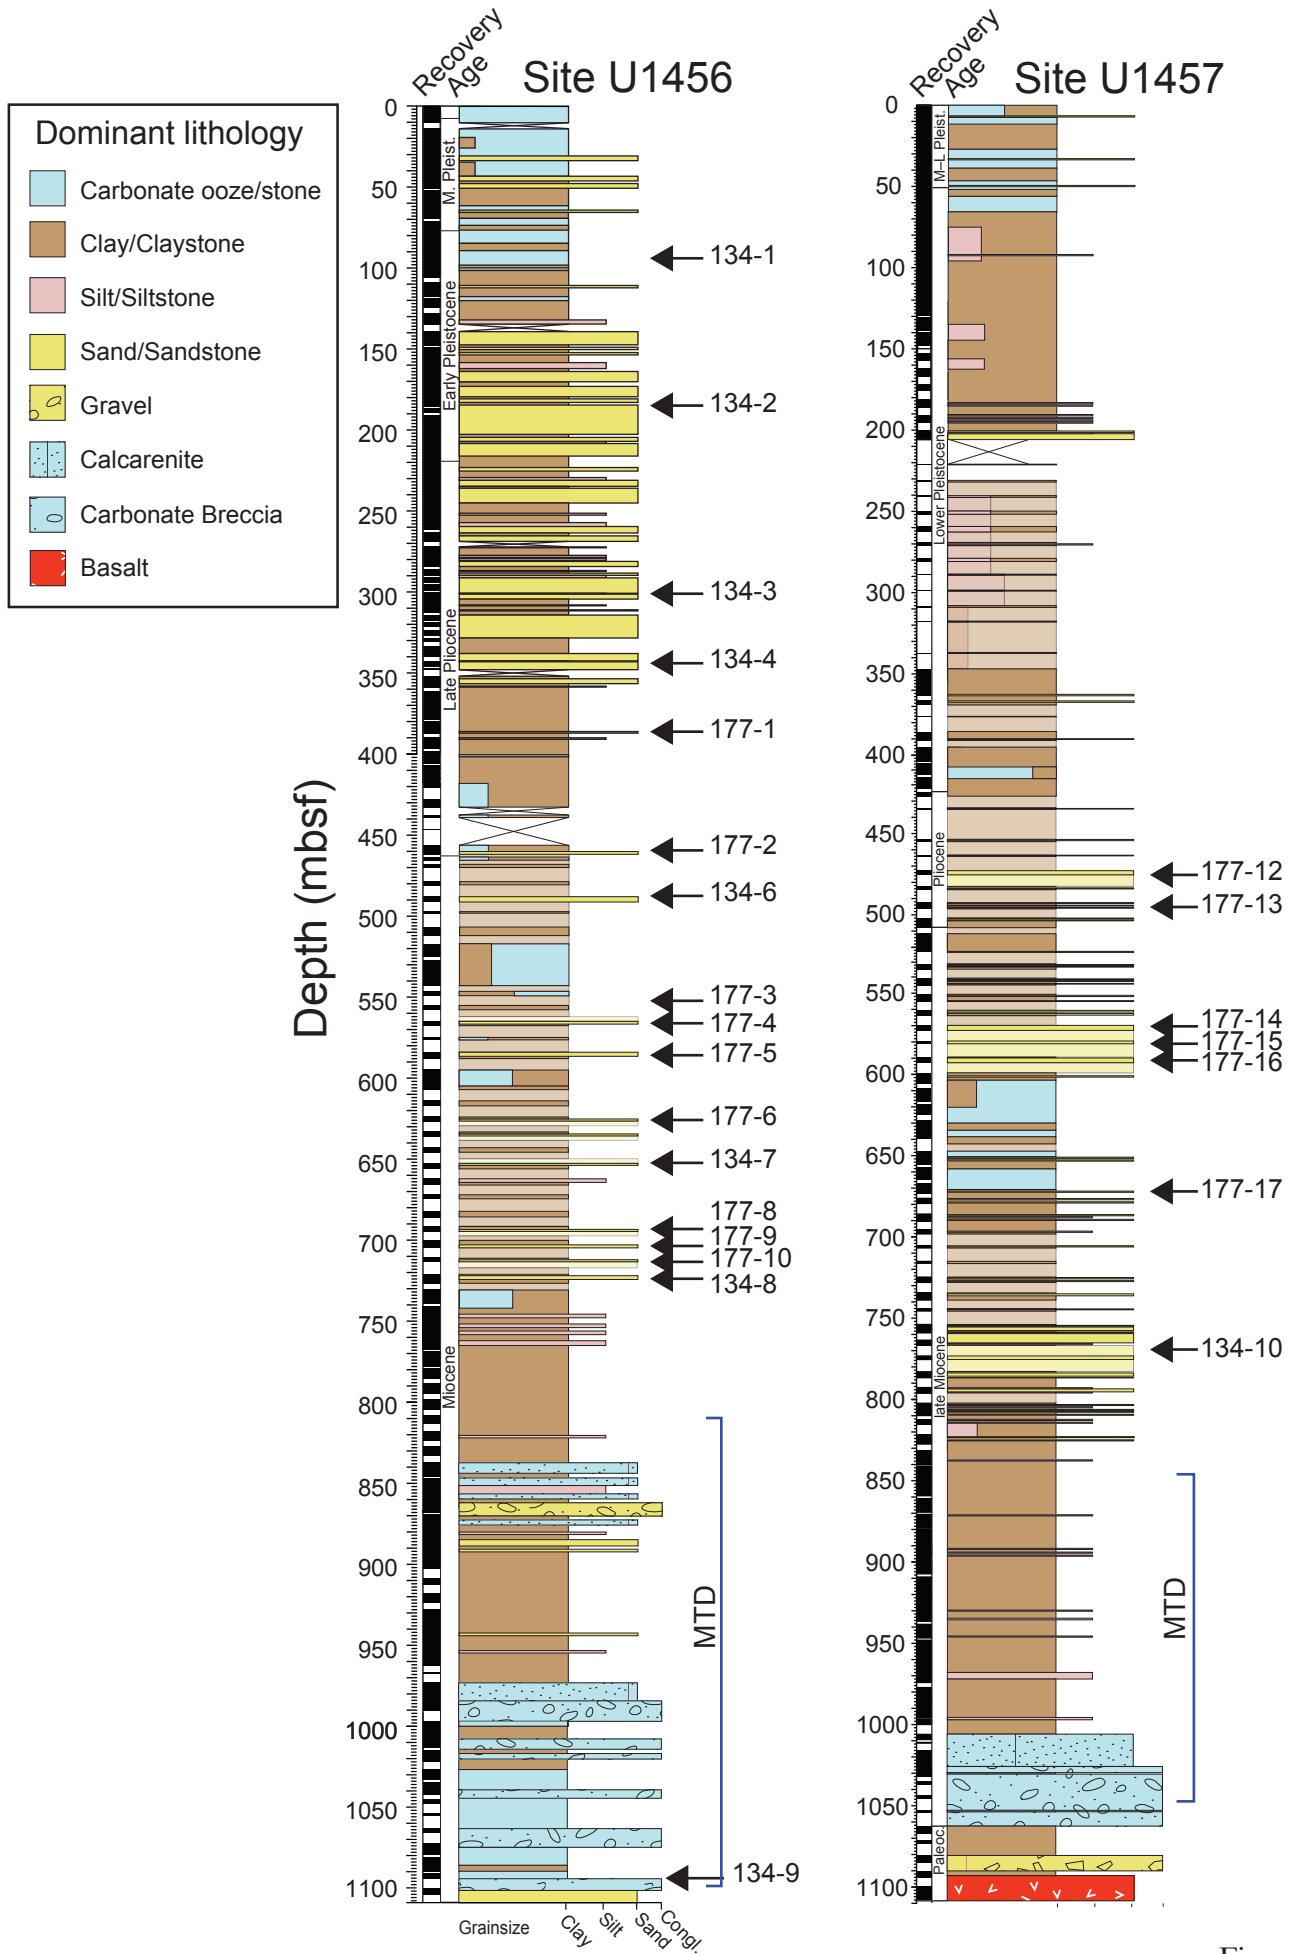 Recovery
Age
Site U1456
Recovery
Age
Site U1457
Dominant lithology
Carbonate ooze/stone
Clay/Claystone
Silt/Siltstone
Sand/Sandstone
Gravel
Calcarenite
Carbonate Breccia
Basalt
Depth (mbsf)
0
50
100
150
200
250
300
350
400
450
500
550
600
650
700
750
800
850
900
950
1000
1050
1100
M. Pleist.
Early Pleistocene
Late Pliocene
Miocene
134-1
134-2
134-3
134-4
177-1
177-2
134-6
177-3
177-4
177-5
177-6
134-7
177-8
177-9
177-10
134-8
MTD
134-9
Grainsize
Clay
Silt
Sand
Congl.
0
50
100
150
200
250
300
350
400
450
500
550
600
650
700
750
800
850
900
950
1000
1050
1100
M–L Pleist.
Lower Pleistocene
Pliocene
late Miocene
Paleoc.
177-12
177-13
177-14
177-15
177-16
177-17
134-10
MTD